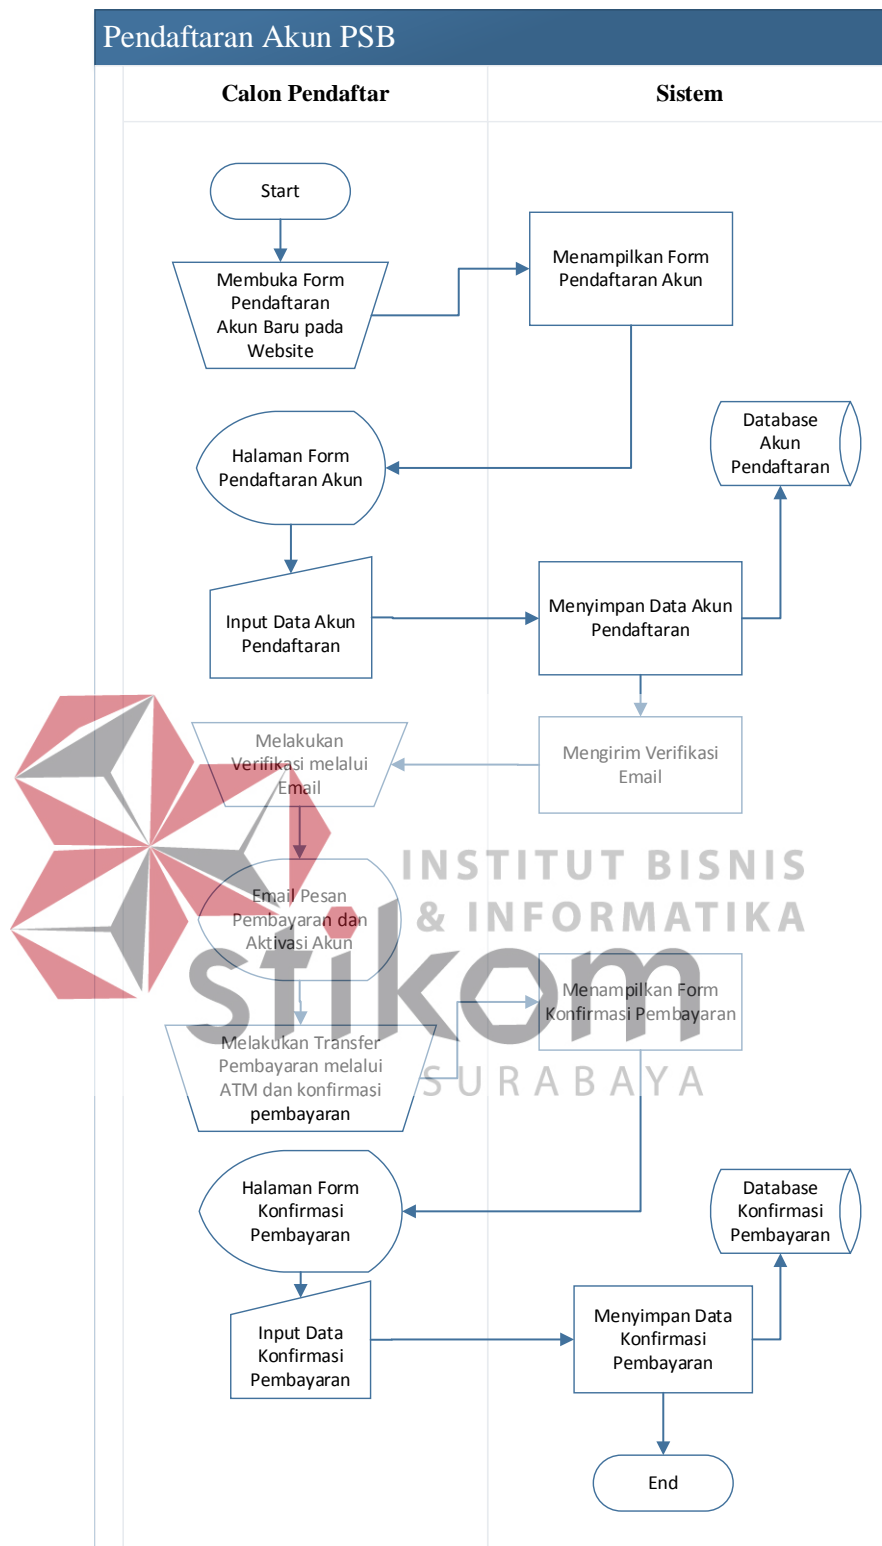 Pendaftaran Akun PSB
Calon Pendaftar
Sistem
Start
Membuka Form
Pendaftaran
Akun Baru pada
Website
Menampilkan Form
Pendaftaran Akun
Halaman Form
Pendaftaran Akun
Database
Akun
Pendaftaran
Input Data Akun
Pendaftaran
Menyimpan Data Akun
Pendaftaran
Melakukan
Verifikasi melalui
Email
Mengirim Verifikasi
Email
INSTITUT BISNIS
& INFORMATIKA
stikom
SURABAYA
Email Pesan
Pembayaran dan
Aktivasi Akun
Menampilkan Form
Konfirmasi Pembayaran
Melakukan Transfer
Pembayaran melalui
ATM dan konfirmasi
pembayaran
Halaman Form
Konfirmasi
Pembayaran
Database
Konfirmasi
Pembayaran
Input Data
Konfirmasi
Pembayaran
Menyimpan Data
Konfirmasi
Pembayaran
End